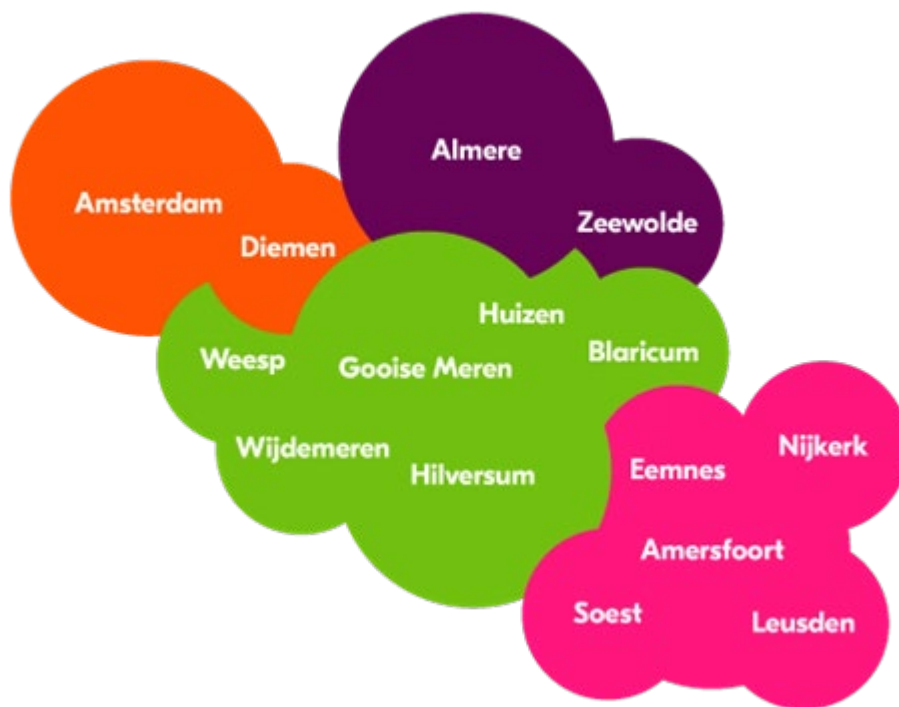 Almere
Amsterdam
Zeewolde
Diemen
Huizen
Weesp
Gooise Meren
Blaricum
Wijdemeren
Hilversum
Eemnes
Nijkerk
Amersfoort
Soest
Leusden